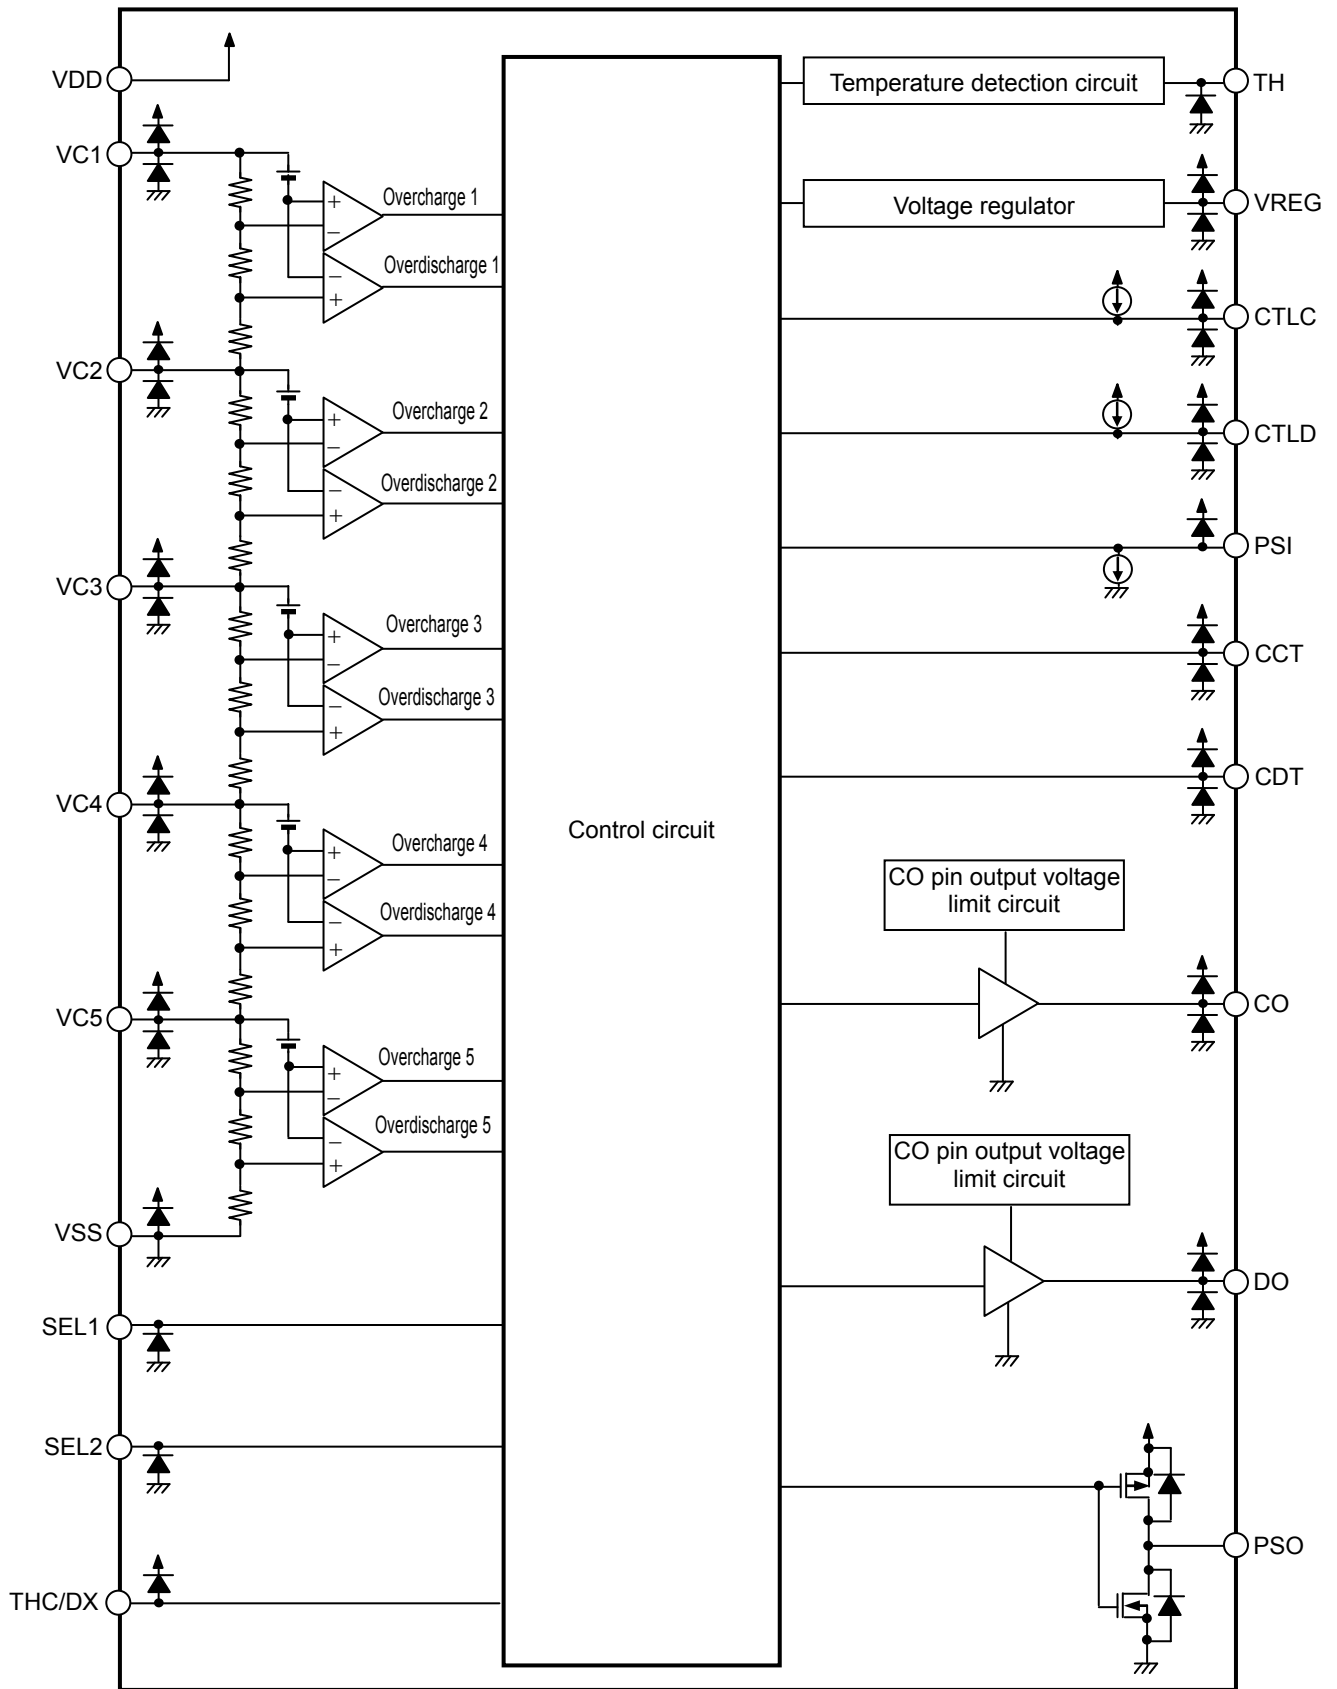 VDD
VC1
VC2
VC3
VC4
VC5
VSS
SEL1
SEL2
THC/DX
+
−
−
+
Overcharge 1
Overdischarge 1
+
−
−
+
Overcharge 2
Overdischarge 2
+
−
−
+
Overcharge 3
Overdischarge 3
+
−
−
+
Overcharge 4
Overdischarge 4
+
−
−
+
Overcharge 5
Overdischarge 5
Control circuit
Temperature detection circuit
Voltage regulator
CO pin output voltage
limit circuit
CO pin output voltage
limit circuit
TH
VREG
CTLC
CTLD
PSI
CCT
CDT
CO
DO
PSO